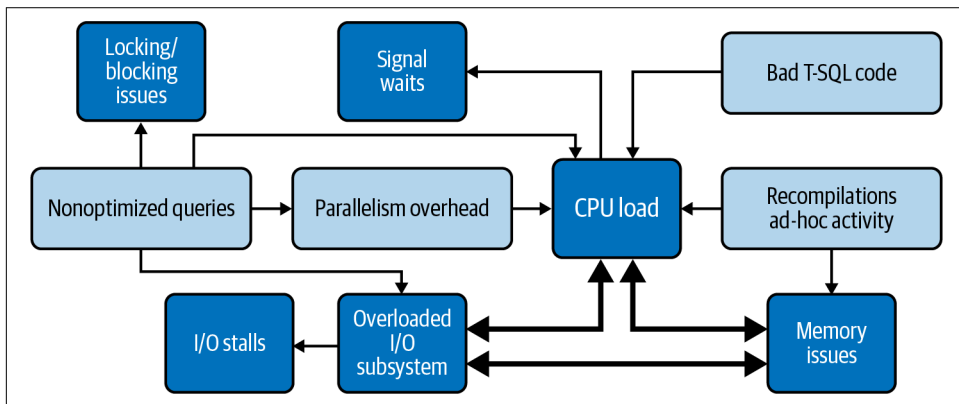 Locking/
blocking
issues
Signal
waits
Bad T-SQL code
Nonoptimized queries
Parallelism overhead
CPU load
Recompilations
ad-hoc activity
I/O stalls
Overloaded
I/O
subsystem
Memory
issues